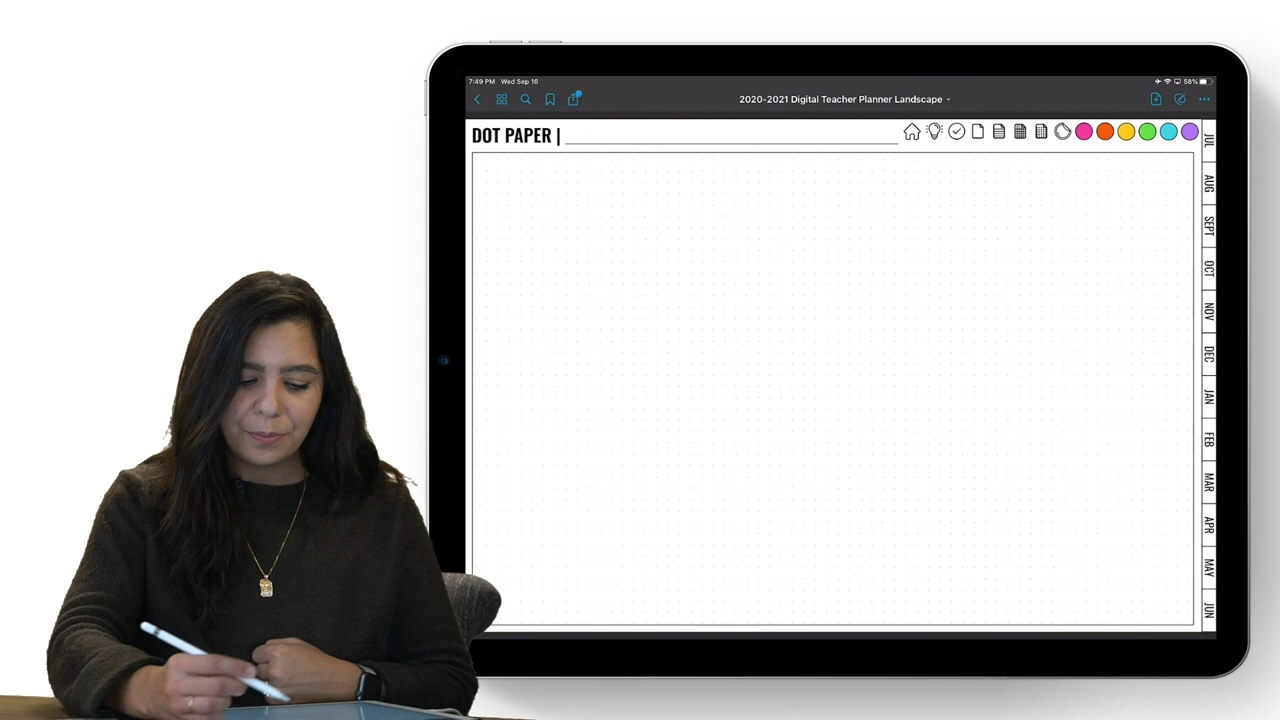 7:49 PM Wed Sep 16
58%
2020-2021 Digital Teacher Planner Landscape
DOT PAPER |
JUL
AUG
SEPT
OCT
NOV
DEC
JAN
FEB
MAR
APR
MAY
JUN